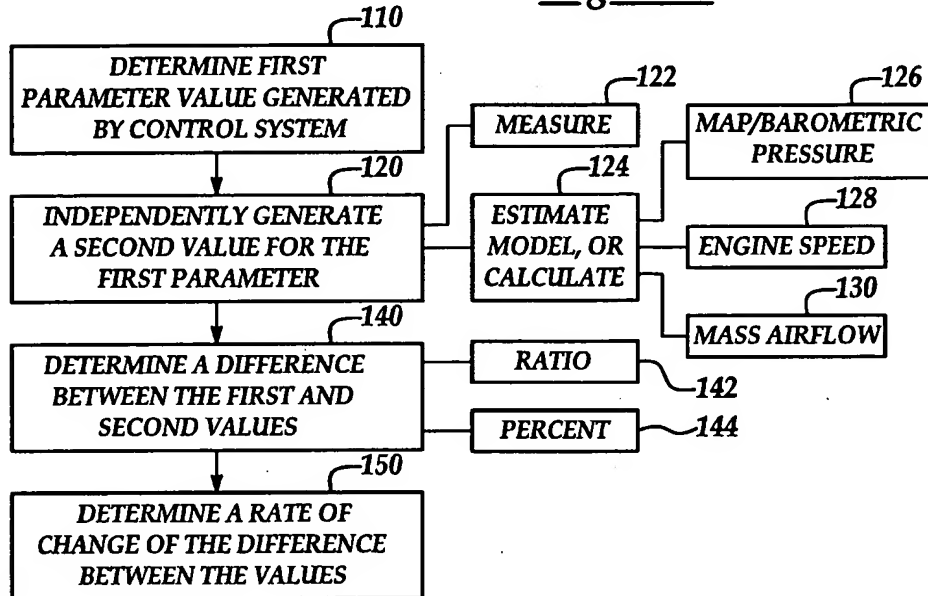 110
DETERMINE FIRST
PARAMETER VALUE GENERATED
BY CONTROL SYSTEM
120
INDEPENDENTLY GENERATE
A SECOND VALUE FOR THE
FIRST PARAMETER
122
MEASURE
124
ESTIMATE
MODEL, OR
CALCULATE
126
MAP/BAROMETRIC
PRESSURE
128
ENGINE SPEED
130
MASS AIRFLOW
140
DETERMINE A DIFFERENCE
BETWEEN THE FIRST AND
SECOND VALUES
RATIO
142
PERCENT
144
150
DETERMINE A RATE OF
CHANGE OF THE DIFFERENCE
BETWEEN THE VALUES